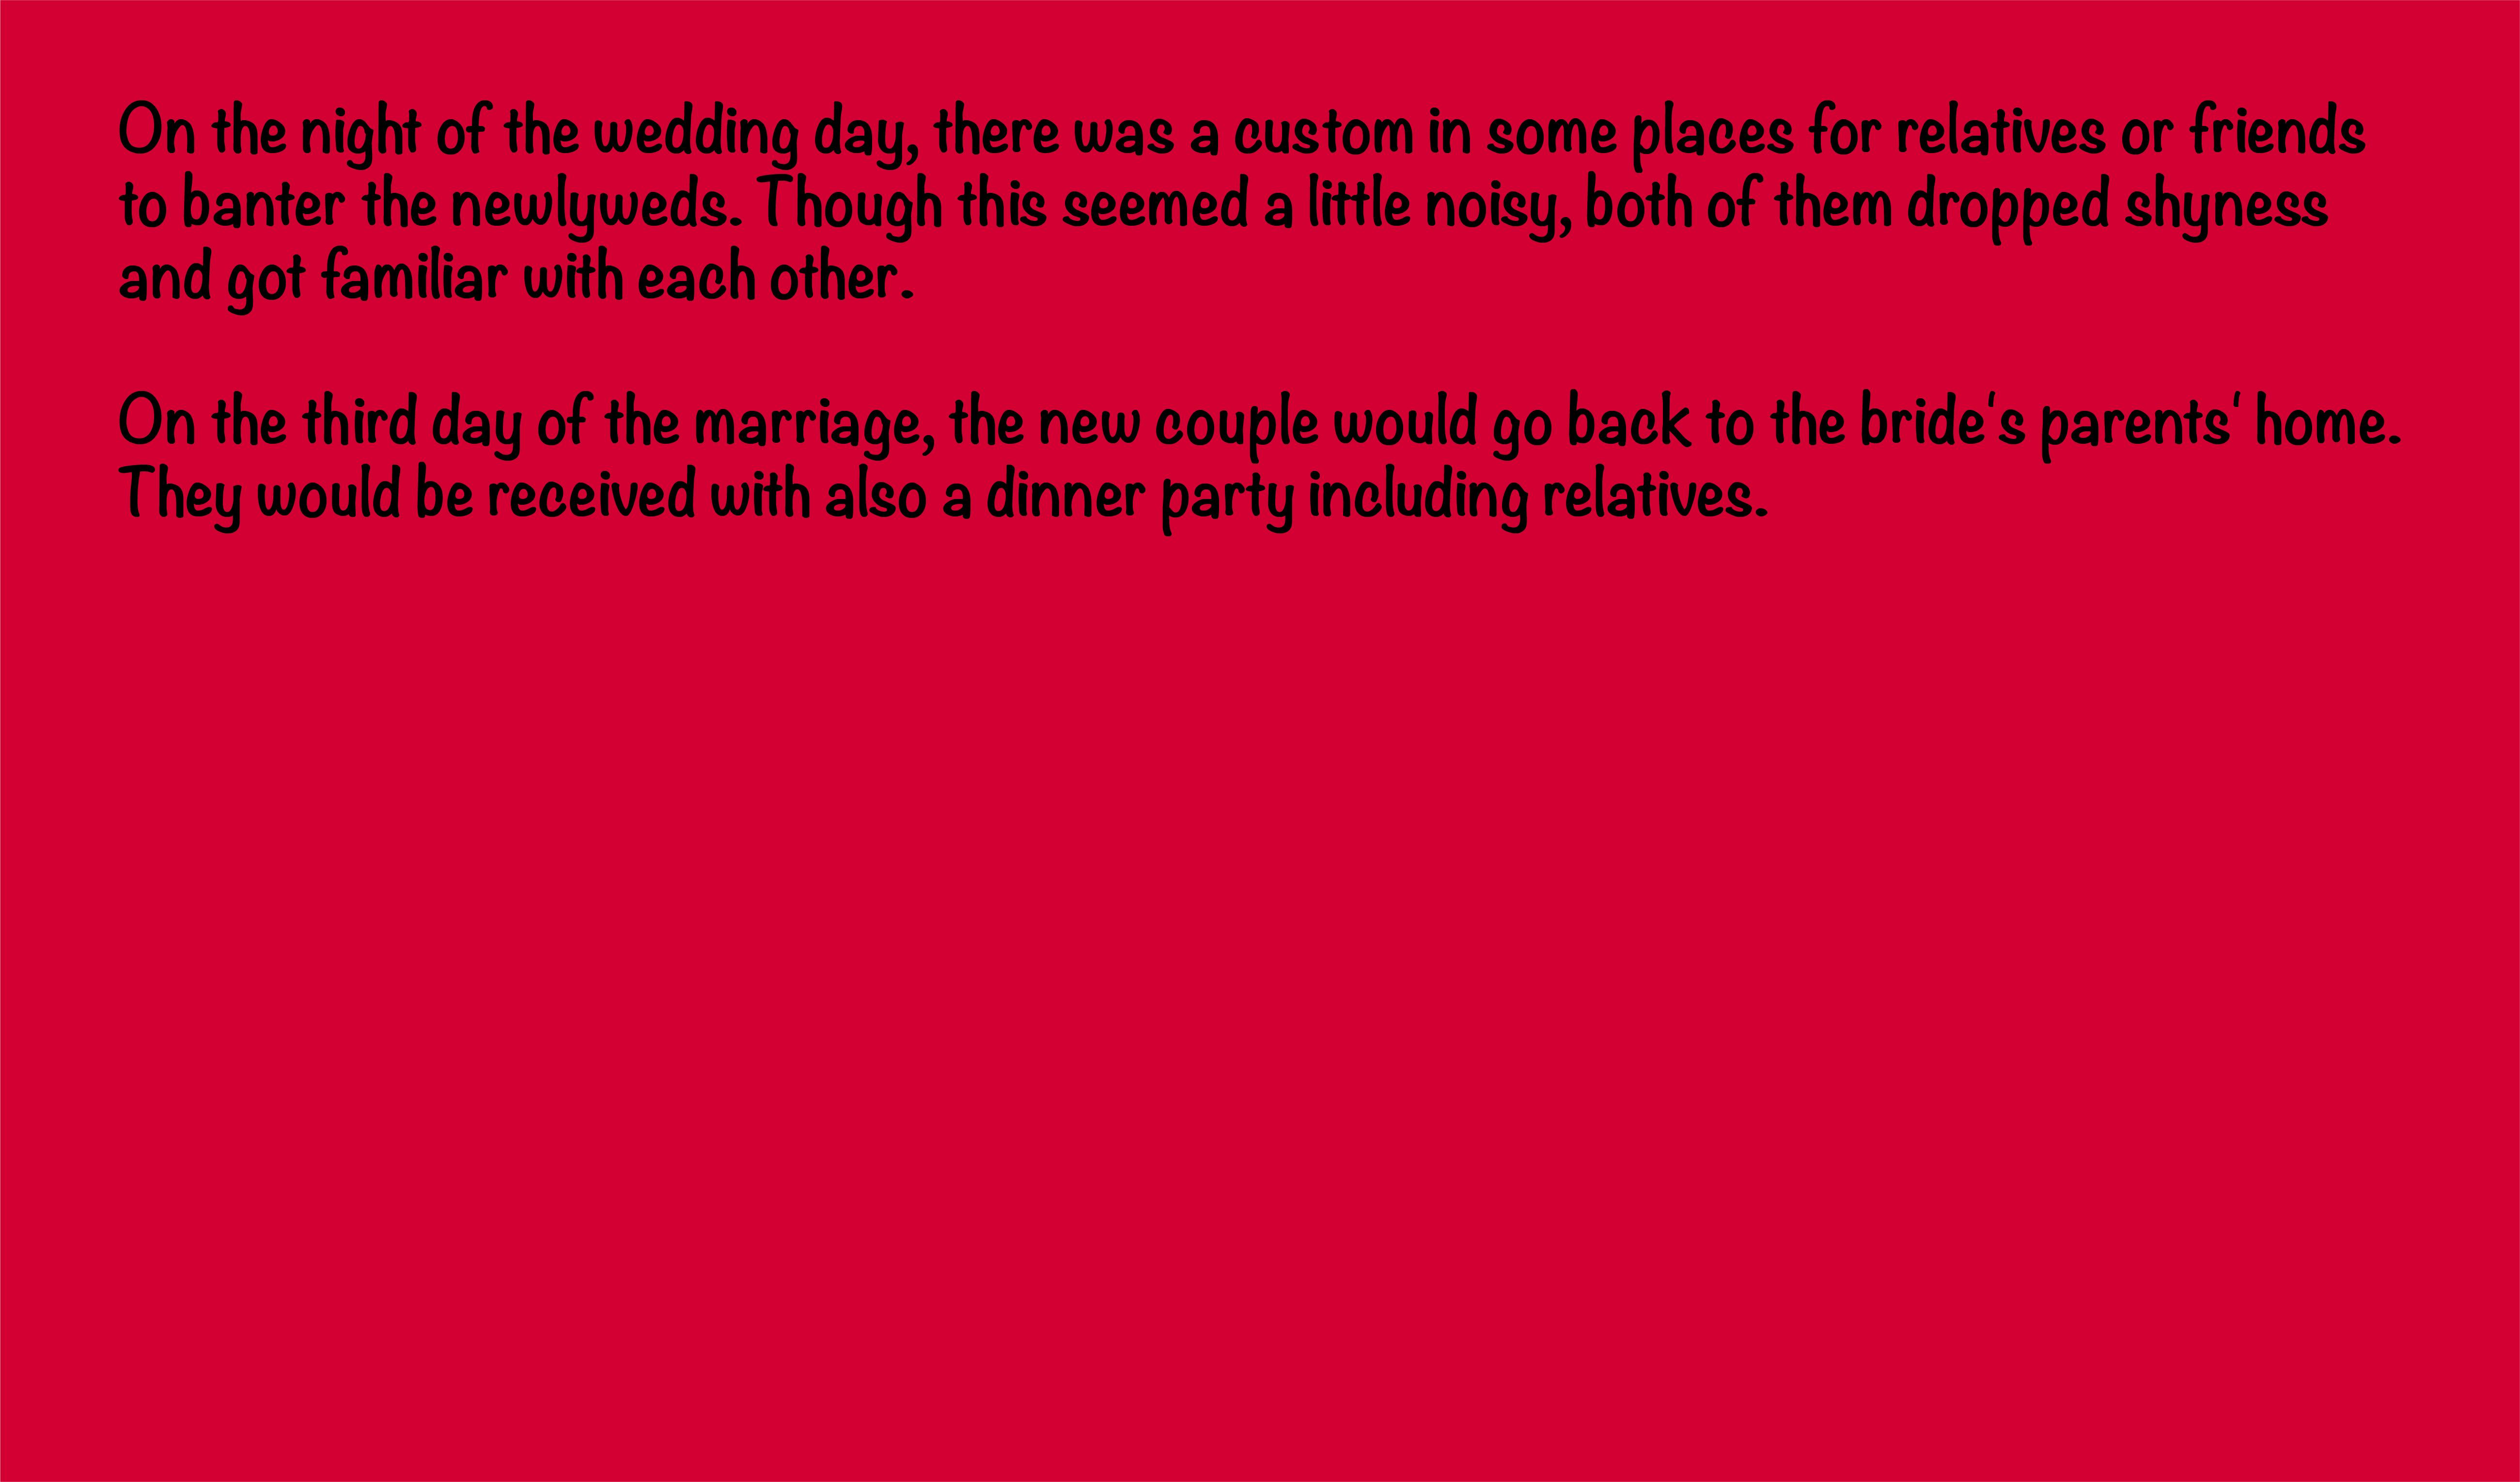 On the night of the wedding day, there was a custom in some places for relatives or friends
to banter the newlyweds. Though this seemed a little noisy, both of them dropped shyness
and got familiar with each other.
On the third day of the marriage, the new couple would go back to the bride's parents' home.
They would be received with also a dinner party including relatives.